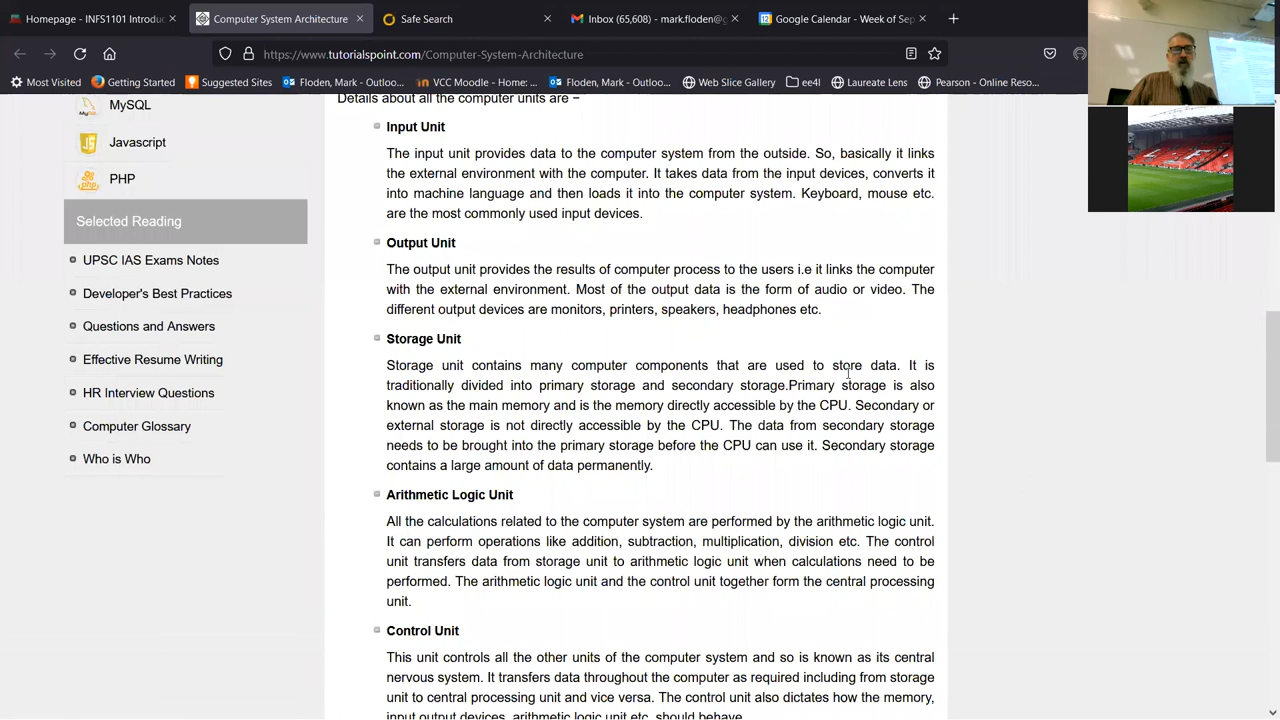 Homepage - INFS1101 Introduc
Computer System Architecture
Safe Search
Inbox (65,098) - mark.floden@
Google Calendar - Week of Sep
https://www.tutorialspoint.com/Computer-system-architecture
Most Visited
Getting Started
Suggested Sites
Floden, Mark - Outlo...
UC Merced - Ho...
Floden, Mark - Outlo...
Web Slice Gallery
Laureate Login
Pearson - Online Reso...
MySQL
Javascript
php PHP
Selected Reading
UPSC IAS Exams Notes
Developer's Best Practices
Questions and Answers
Effective Resume Writing
HR Interview Questions
Computer Glossary
Who is Who
Details about all the computer units are −
Input Unit
The input unit provides data to the computer system from the outside. So, basically it links
the external environment with the computer. It takes data from the input devices, converts it
into machine language and then loads it into the computer system. Keyboard, mouse etc.
are the most commonly used input devices.
Output Unit
The output unit provides the results of computer process to the users i.e it links the computer
with the external environment. Most of the output data is the form of audio or video. The
different output devices are monitors, printers, speakers, headphones etc.
Storage Unit
Storage unit contains many computer components that are used to store data. It is
traditionally divided into primary storage and secondary storage.Primary storage is also
known as the main memory and is the memory directly accessible by the CPU. Secondary or
external storage is not directly accessible by the CPU. The data from secondary storage
needs to be brought into the primary storage before the CPU can use it. Secondary storage
contains a large amount of data permanently.
Arithmetic Logic Unit
All the calculations related to the computer system are performed by the arithmetic logic unit.
It can perform operations like addition, subtraction, multiplication, division etc. The control
unit transfers data from storage unit to arithmetic logic unit when calculations need to be
performed. The arithmetic logic unit and the control unit together form the central processing
unit.
Control Unit
This unit controls all the other units of the computer system and so is known as its central
nervous system. It transfers data throughout the computer as required including from storage
unit to central processing unit and vice versa. The control unit also dictates how the memory,
input output devices, arithmetic logic unit etc. should behave.